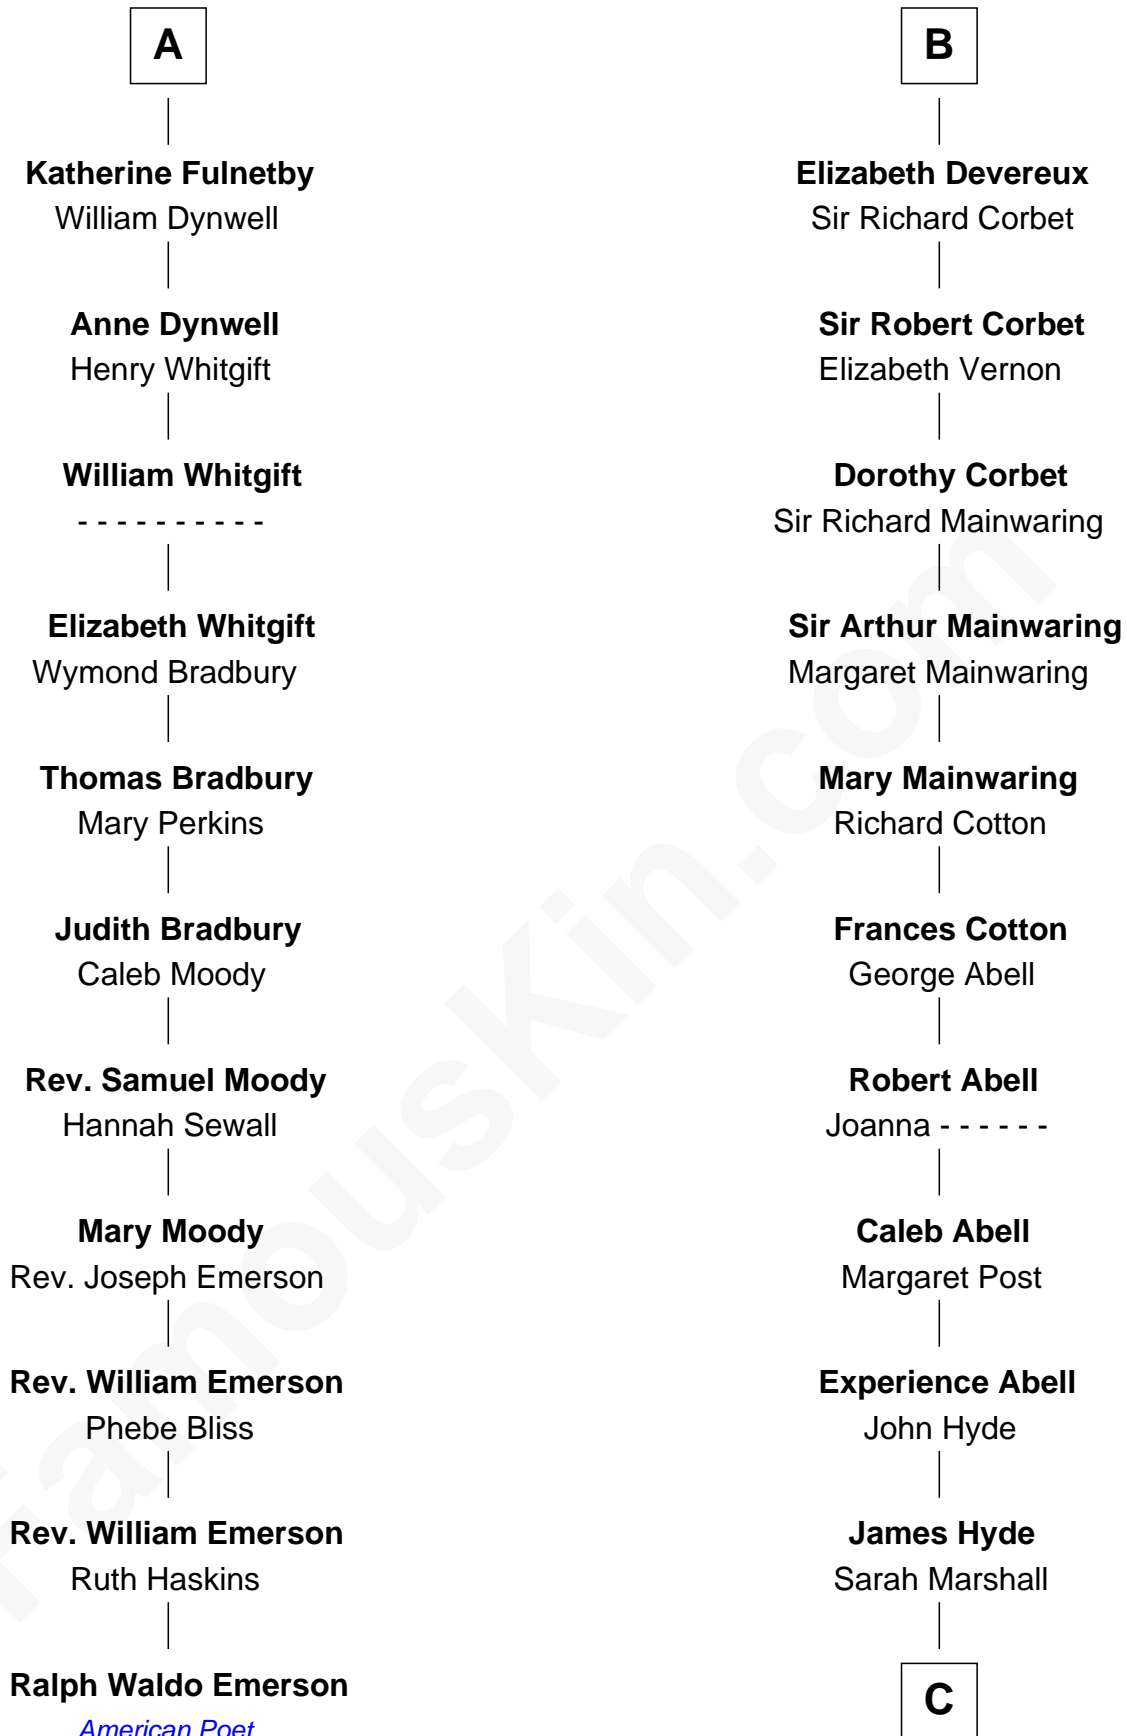 A
Katherine Fulnetby
William Dynwell
Anne Dynwell
Henry Whitgift
William Whitgift
- - - - - - - - - -
Elizabeth Whitgift
Wymond Bradbury
Thomas Bradbury
Mary Perkins
Judith Bradbury
Caleb Moody
Rev. Samuel Moody
Hannah Sewall
Mary Moody
Rev. Joseph Emerson
Rev. William Emerson
Phebe Bliss
Rev. William Emerson
Ruth Haskins
Ralph Waldo Emerson
American Poet
B
Elizabeth Devereux
Sir Richard Corbet
Sir Robert Corbet
Elizabeth Vernon
Dorothy Corbet
Sir Richard Mainwaring
Sir Arthur Mainwaring
Margaret Mainwaring
Mary Mainwaring
Richard Cotton
Frances Cotton
George Abell
Robert Abell
Joanna - - - - - -
Caleb Abell
Margaret Post
Experience Abell
John Hyde
James Hyde
Sarah Marshall
C
FamousKin.com